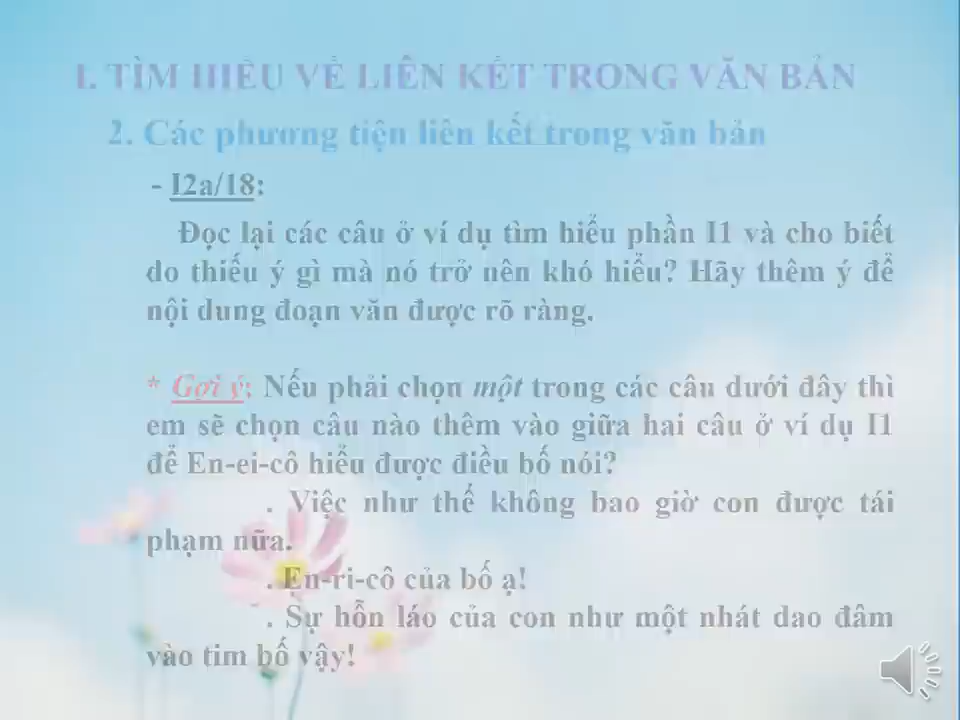 I. TÌM HIỂU VỀ LIÊN KẾT TRONG VĂN BẢN
2. Các phương tiện liên kết trong văn bản
- I2a/18:
Đọc lại các câu ở ví dụ tìm hiểu phần I1 và cho biết
do thiếu ý gì mà nó trở nên khó hiểu? Hãy thêm ý để
nội dung đoạn văn được rõ ràng.
* Gợi ý: Nếu phải chọn một trong các câu dưới đây thì
em sẽ chọn câu nào thêm vào giữa hai câu ở ví dụ I1
để En-ei-cô hiểu được điều bố nói?
. Việc như thế không bao giờ con được tái
phạm nữa.
. En-ri-cô của bố ạ!
. Sự hỗn láo của con như một nhát dao đâm
vào tim bố vậy!